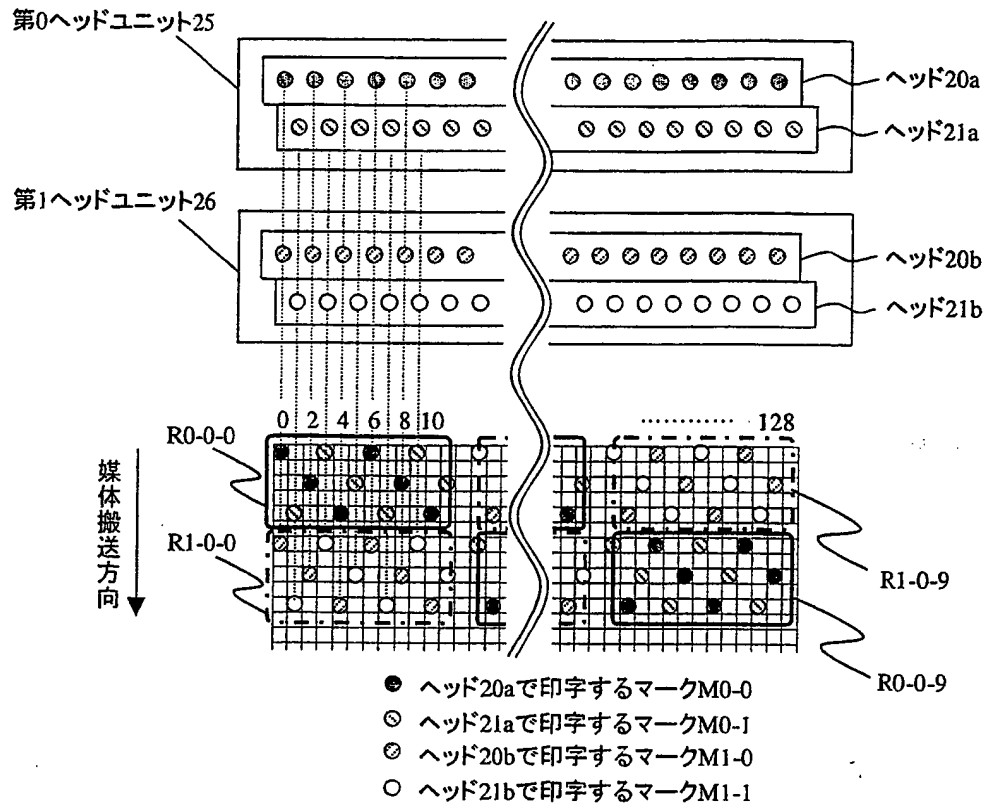 第0ヘッドユニット25
ヘッド20a
ヘッド21a
第1ヘッドユニット26
ヘッド20b
ヘッド21b
0 2 4 6 8 10 ......... 128
R0-0-0
媒体搬送方向
R1-0-0
R1-0-9
R0-0-9
ヘッド20aで印字するマークM0-0
ヘッド21aで印字するマークM0-1
ヘッド20bで印字するマークM1-0
ヘッド21bで印字するマークM1-1